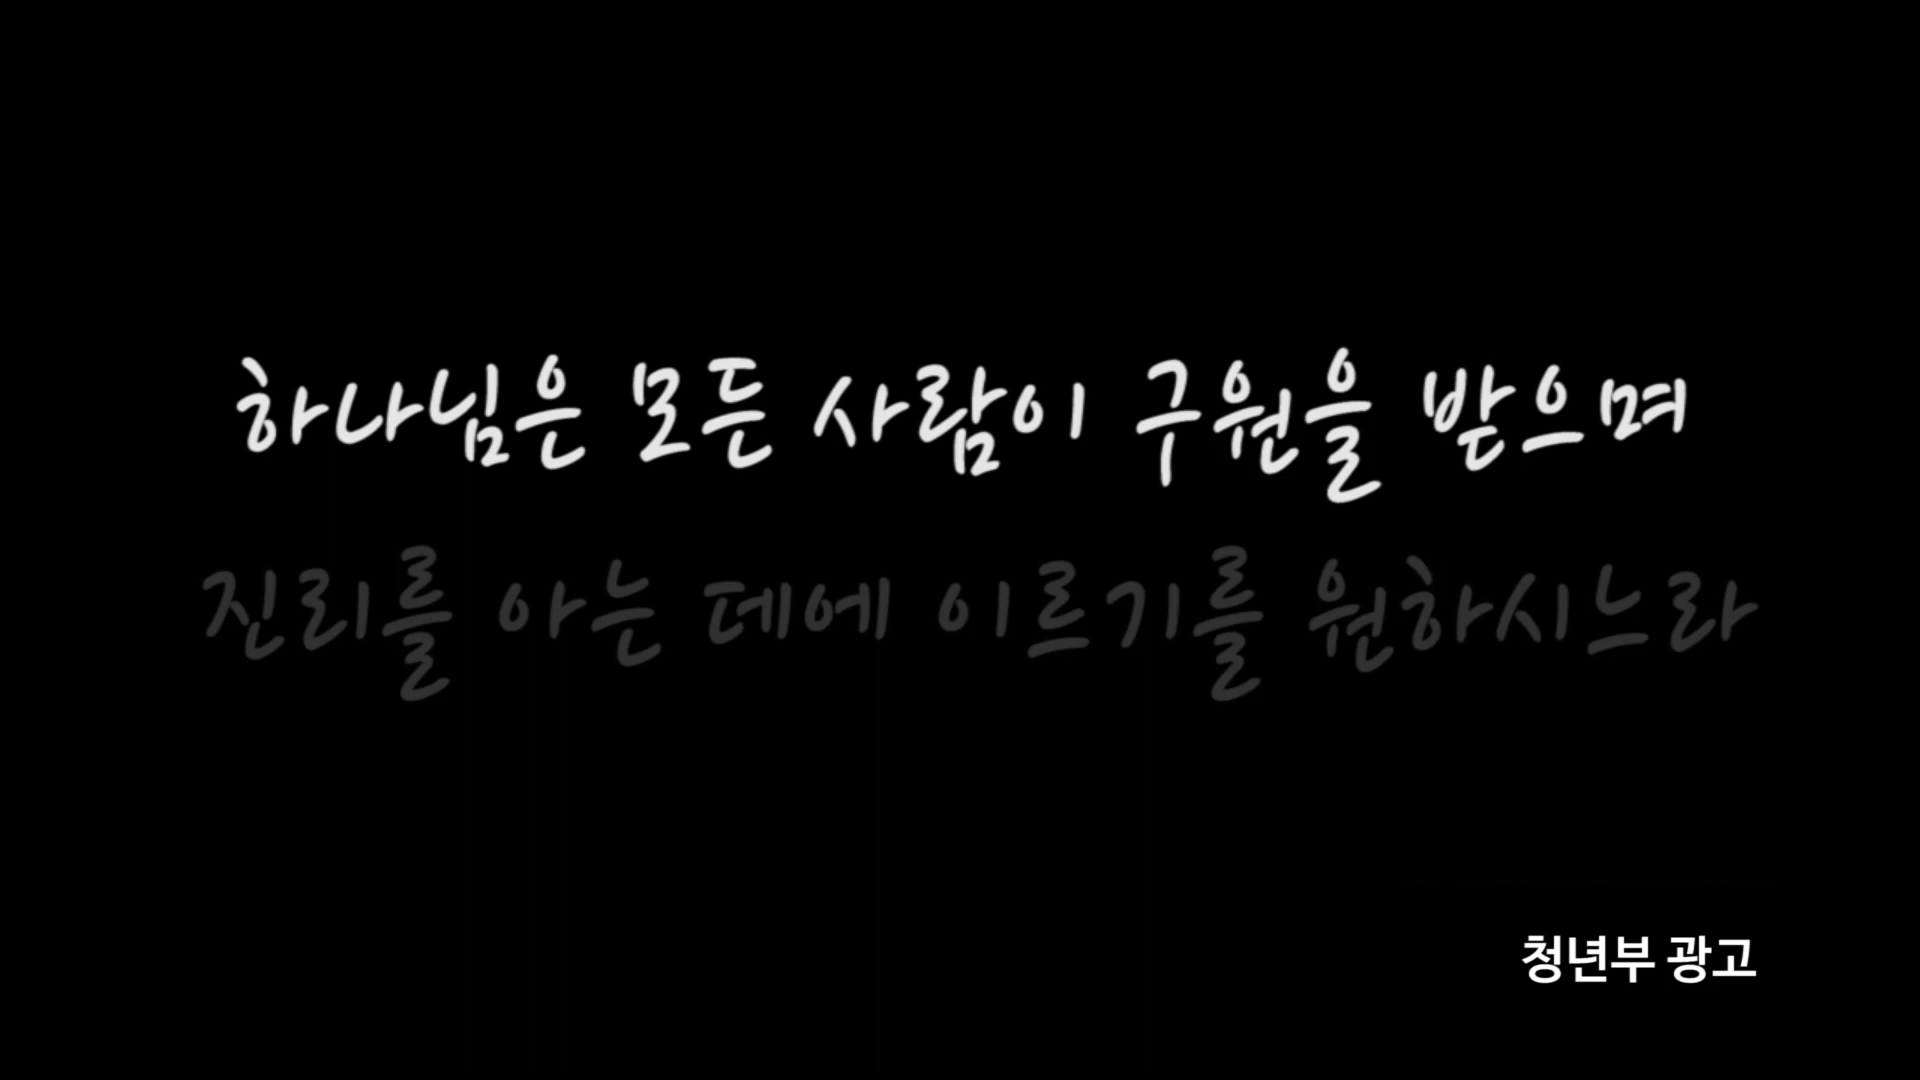 하나님은 모든 사람이 구원을 받으며
진리를 아는 데에 이르기를 원하시느라
청년부 광고